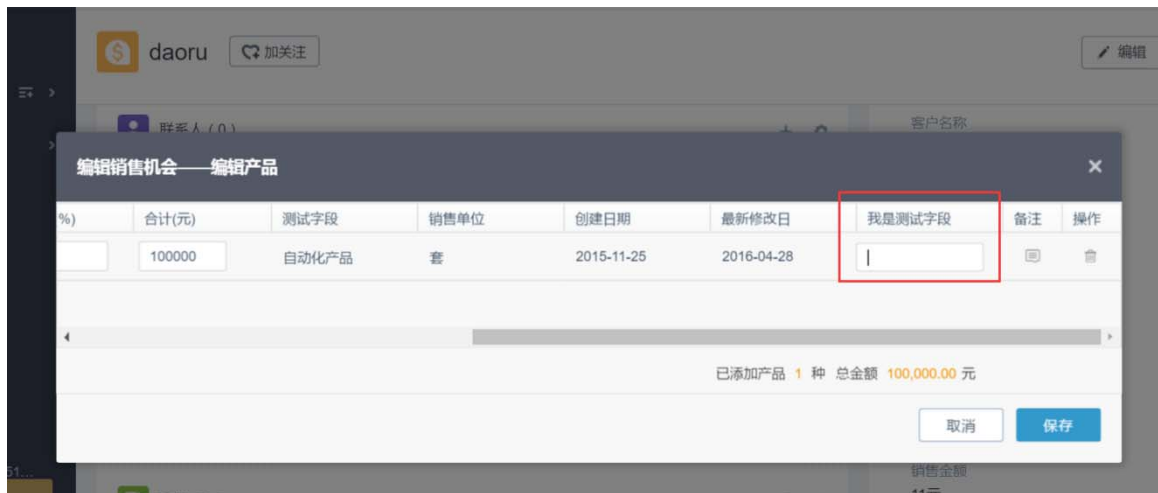 daoru 加关注 编辑
联系人 ( 0 ) 客户名称
编辑销售机会——编辑产品
%) 合计(元) 测试字段 销售单位 创建日期 最新修改日 我是测试字段 备注 操作
100000 自动化产品 套 2015-11-25 2016-04-28
已添加产品 1 种 总金额 100,000.00 元
取消 保存
51... 销售金额